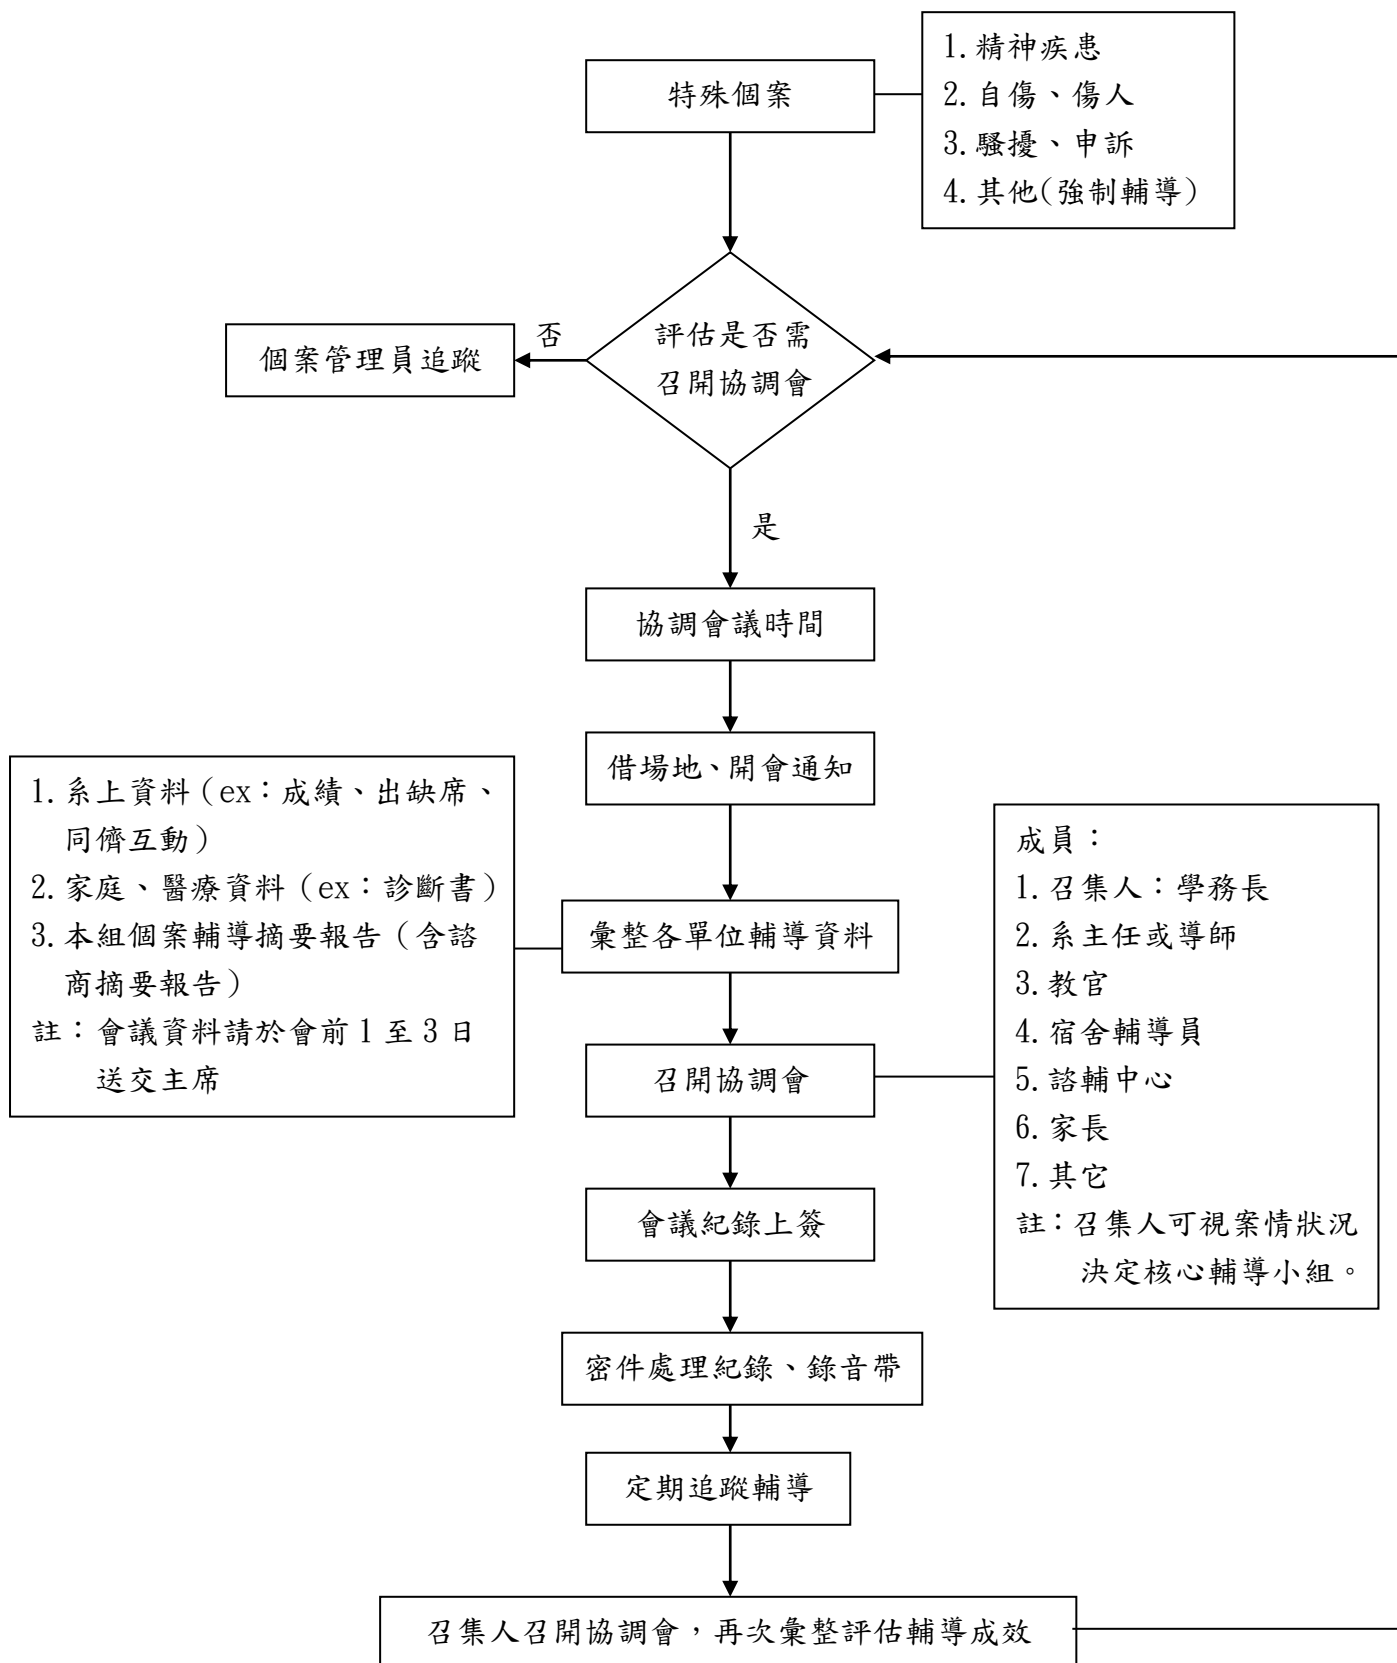 特殊個案
1.精神疾患
2.自傷、傷人
3.騷擾、申訴
4.其他(強制輔導)
否
評估是否需
召開協調會
個案管理員追蹤
是
協調會議時間
借場地、開會通知
1.系上資料（ex：成績、出缺席、
同儕互動）
2.家庭、醫療資料（ex：診斷書）
3.本組個案輔導摘要報告（含諮
商摘要報告）
註：會議資料請於會前 1 至 3 日
送交主席
彙整各單位輔導資料
召開協調會
成員：
1.召集人：學務長
2.系主任或導師
3.教官
4.宿舍輔導員
5.諮輔中心
6.家長
7.其它
註：召集人可視案情狀況
決定核心輔導小組。
會議紀錄上簽
密件處理紀錄、錄音帶
定期追蹤輔導
召集人召開協調會，再次彙整評估輔導成效